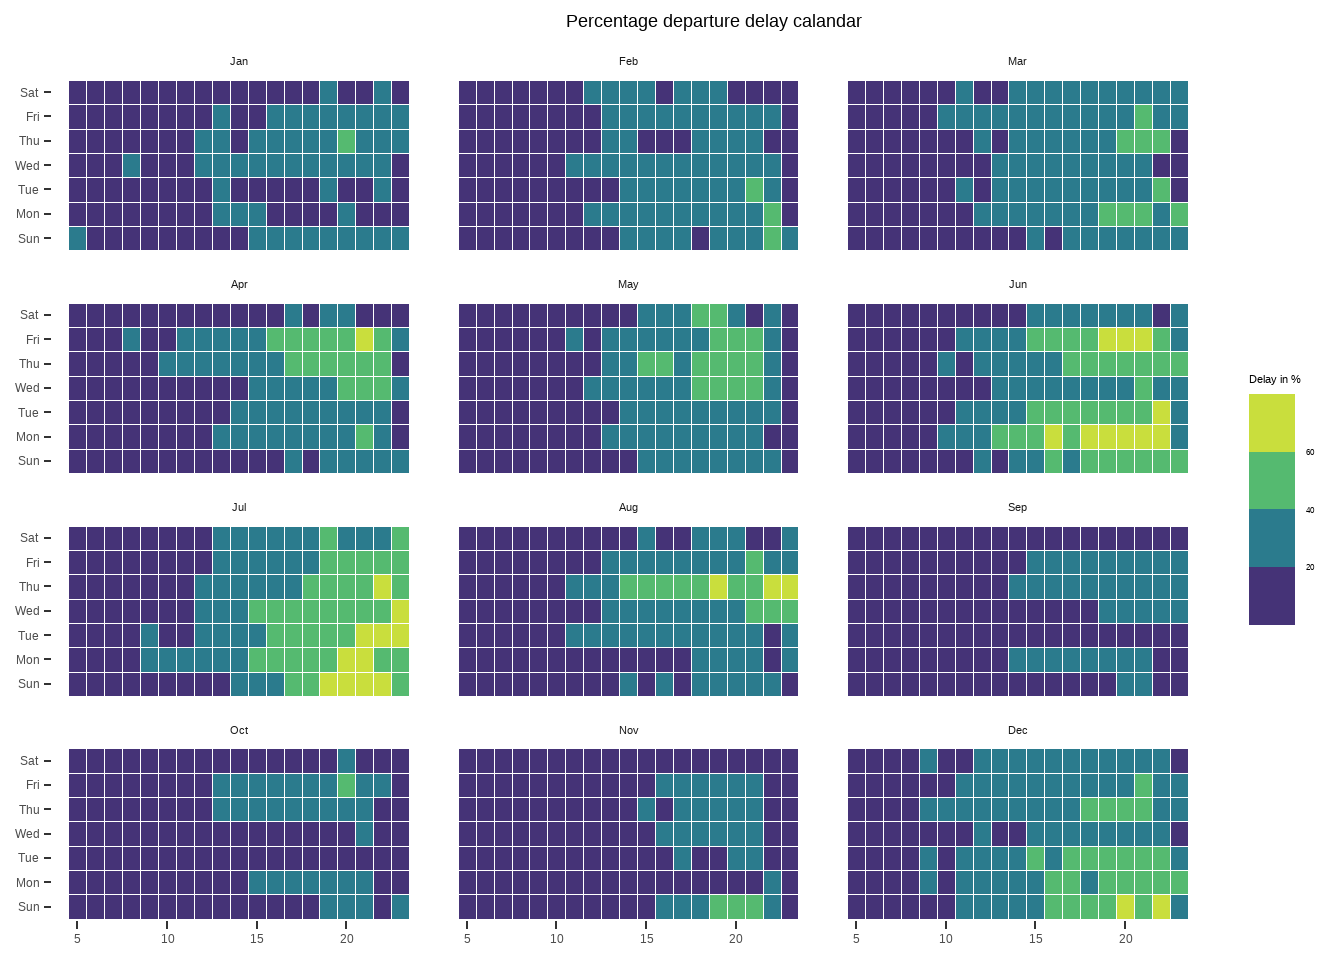 Percentage departure delay calandar
Jan Feb Mar
Sat
Fri
Thu
Wed
Tue
Mon
Sun
Apr May Jun
Sat
Fri
Thu
Wed
Tue
Mon
Sun
Delay in %
60
40
20
Jul Aug Sep
Sat
Fri
Thu
Wed
Tue
Mon
Sun
Oct Nov Dec
Sat
Fri
Thu
Wed
Tue
Mon
Sun
5 10 15 20 5 10 15 20 5 10 15 20